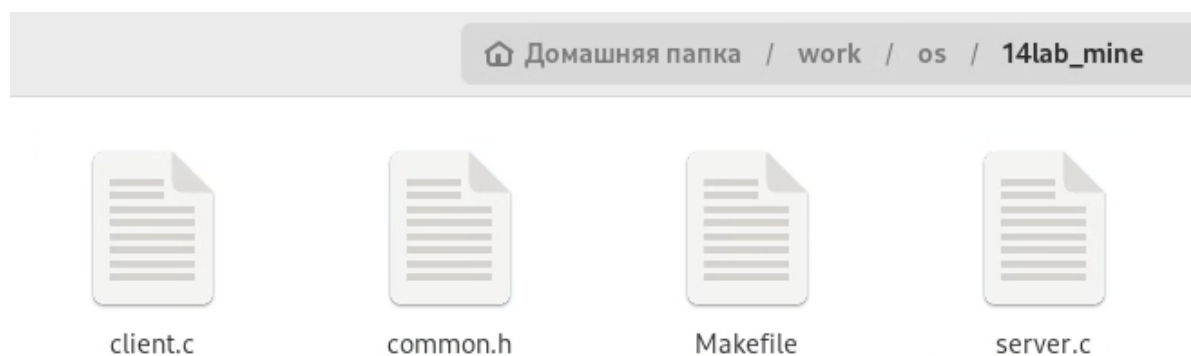 Домашняя папка / work / os / 14lab_mine
client.c common.h Makefile server.c